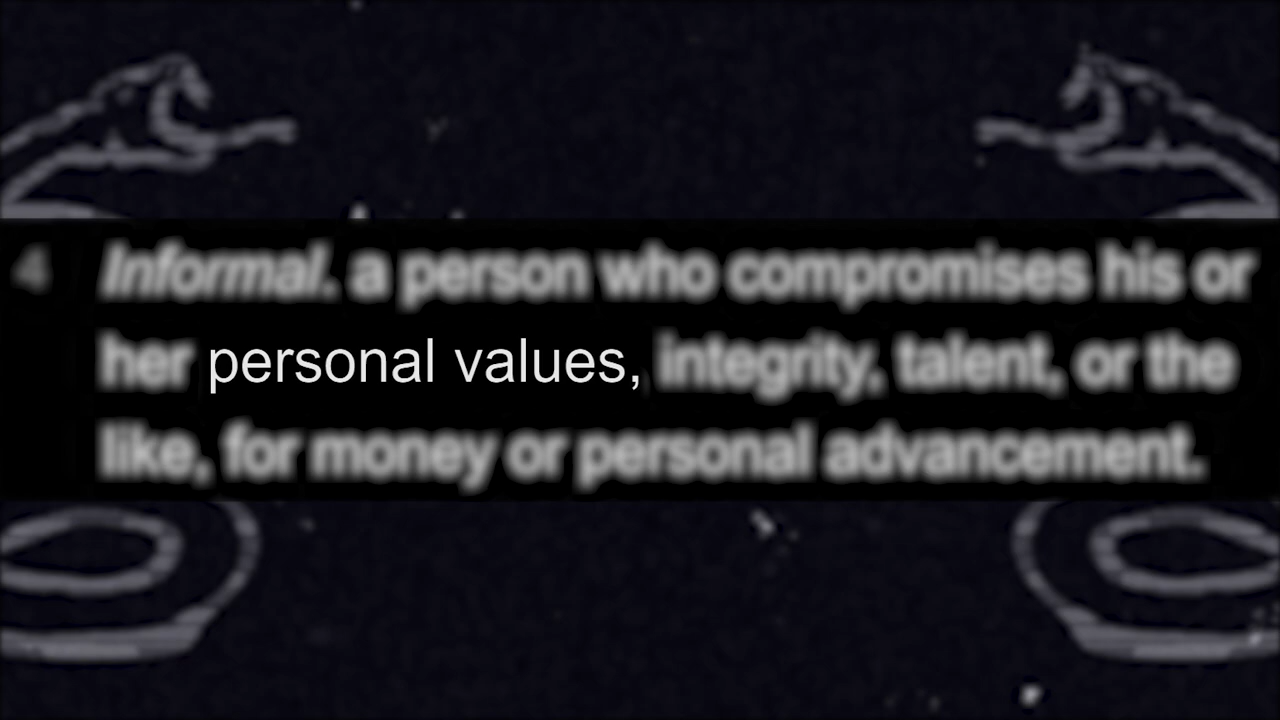 4 Informal. a person who compromises his or
her personal values, integrity, talent, or the
like, for money or personal advancement.